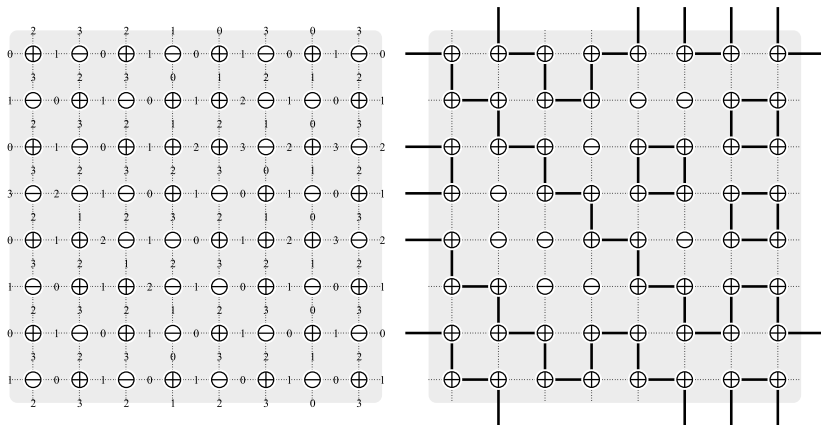 2 3 2 1 0 3 0 3
0 1 0 1 0 1 0 1 0
3 2 3 0 1 2 1 2
1 0 1 0 1 2 1 0 1
2 3 2 1 2 1 0 3
0 1 0 1 2 3 2 3 2
3 2 3 2 3 0 1 2
3 2 1 0 1 0 1 0 1
2 1 2 3 2 1 0 3
0 1 2 1 0 1 2 3 2
3 2 1 2 3 2 1 2
1 0 1 2 1 0 1 0 1
2 3 2 1 2 3 0 3
0 1 0 1 0 1 0 1 0
3 2 3 0 3 2 1 2
1 0 1 0 1 0 1 0 1
2 3 2 1 2 3 0 3